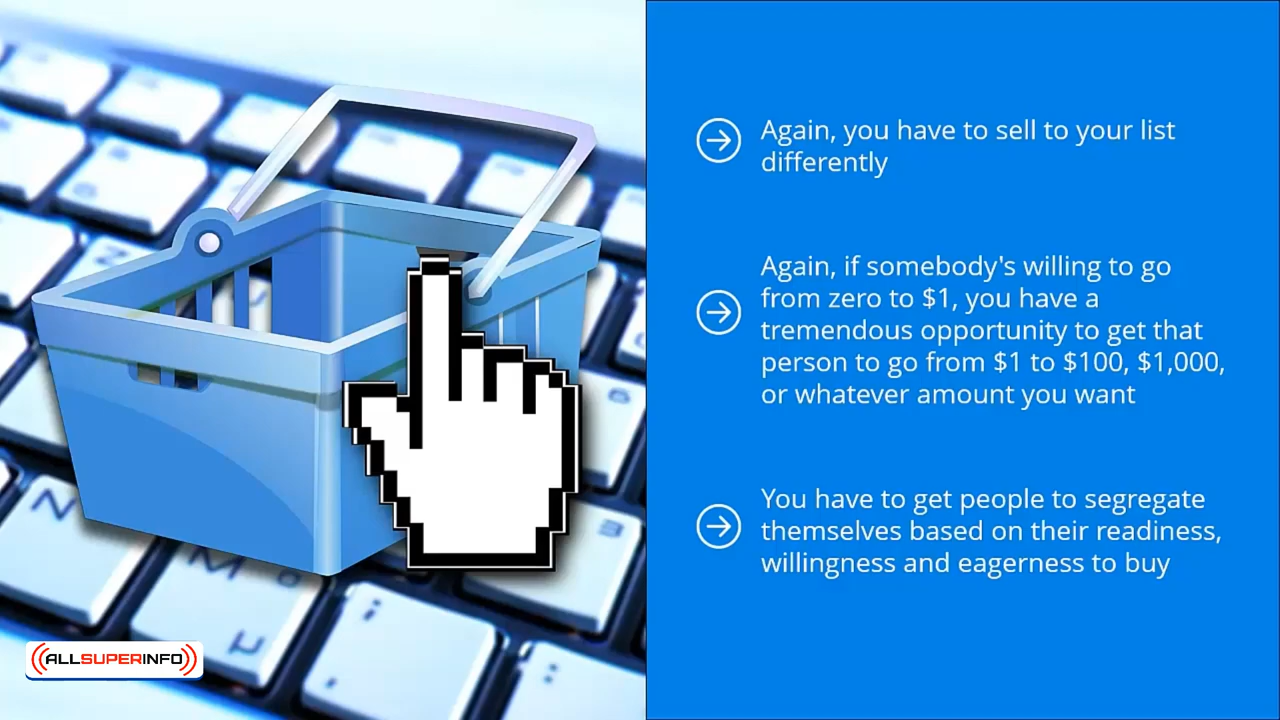 Again, you have to sell to your list
differently
Again, if somebody's willing to go
from zero to $1, you have a
tremendous opportunity to get that
person to go from $1 to $100, $1,000,
or whatever amount you want
You have to get people to segregate
themselves based on their readiness,
willingness and eagerness to buy
N
M
µ
3
6
Z
((ALLSUPERINFO))